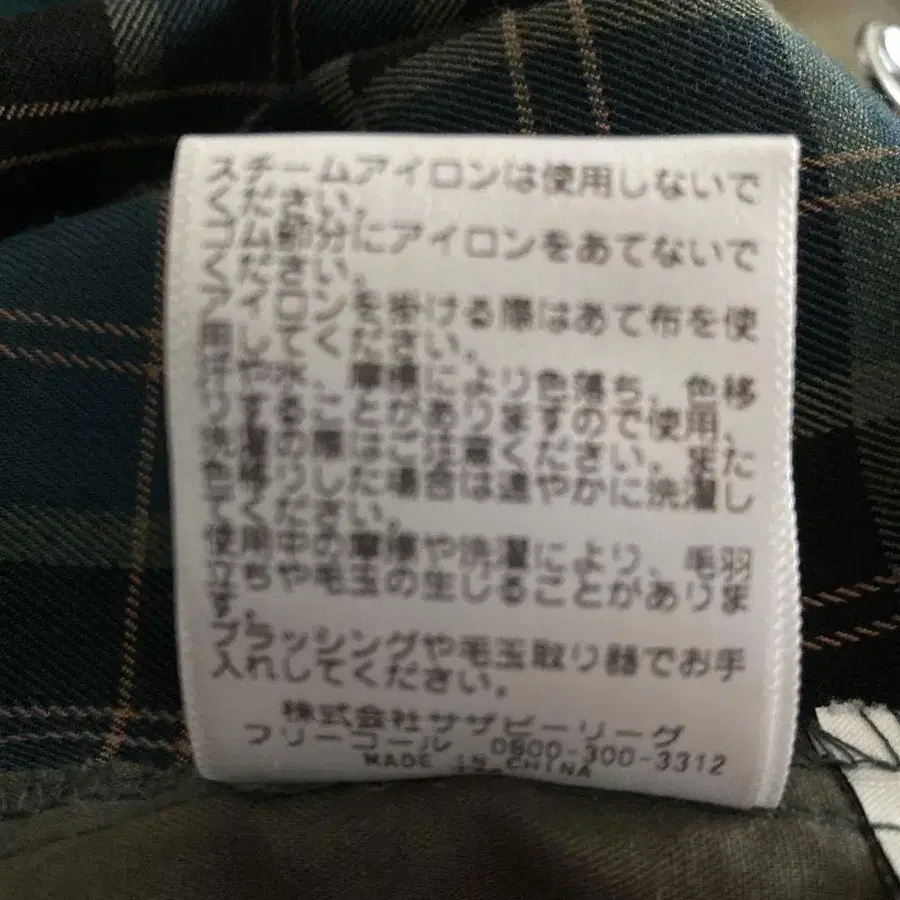 スチームアイロンは使用しないで
ください。
ゴム部分にアイロンをあてないで
ください。
アイロンを掛ける際はあて布を使
用してください。
汗や水、摩擦により色落ち、色移
りすることがありますので使用、
洗濯の際はご注意ください。また
色移りした場合は速やかに洗濯し
てください。
使用中の摩擦や洗濯により、毛羽
立ちや毛玉の生じることがありま
す。
ブラッシングや毛玉取り器でお手
入れしてください。
株式会社サザビーリーグ
フリーコール 0800-300-3312
MADE IN CHINA